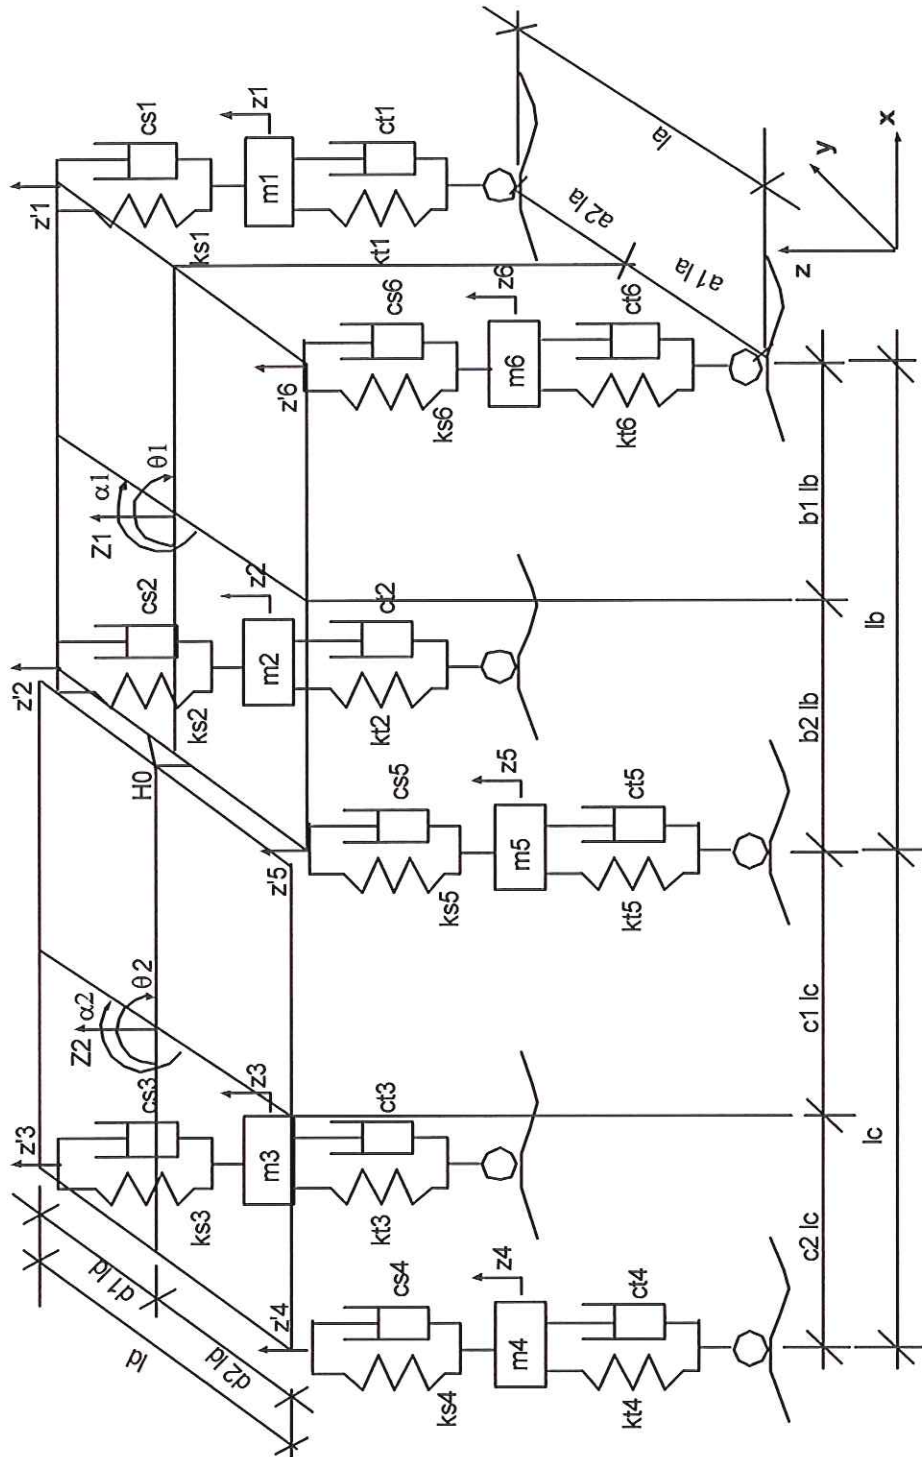 z'1
cs1
z1
m1
ks1
ct1
kt1
la
a2 la
a1 la
z
y
x
z'6
cs6
z6
ks6
m6
ct6
kt6
α1
θ1
Z1
z'2
cs2
z2
ks2
m2
ct2
kt2
H0
b1 lb
b2 lb
lb
z'5
cs5
z5
ks5
m5
ct5
kt5
α2
θ2
Z2
z'3
cs3
z3
ks3
m3
ct3
kt3
c1 lc
c2 lc
lc
d1 ld
d2 ld
ld
z'4
cs4
z4
ks4
m4
ct4
kt4